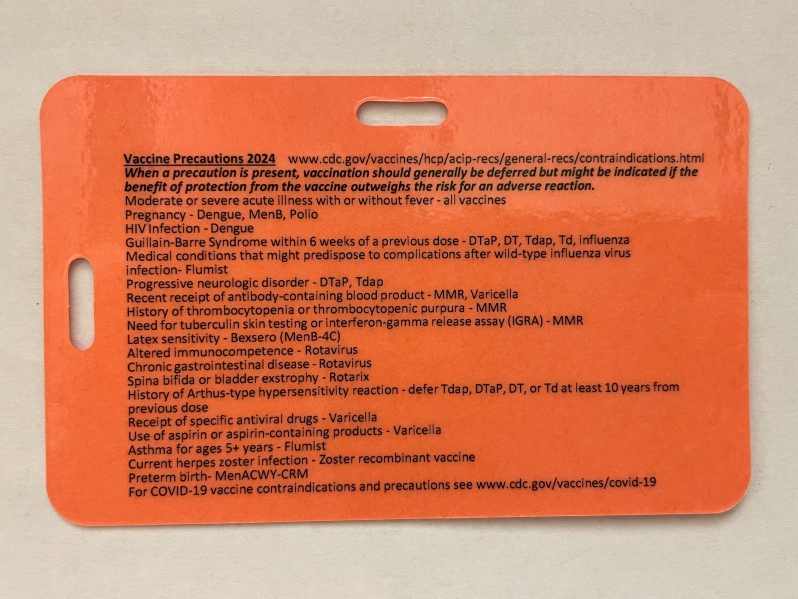 Vaccine Precautions 2024 www.cdc.gov/vaccines/hcp/acip-recs/general-recs/contraindications.html
When a precaution is present, vaccination should generally be deferred but might be indicated if the
benefit of protection from the vaccine outweighs the risk for an adverse reaction.
Moderate or severe acute illness with or without fever - all vaccines
Pregnancy - Dengue, MenB, Polio
HIV Infection - Dengue
Guillain-Barre Syndrome within 6 weeks of a previous dose - DTaP, DT, Tdap, Td, influenza
Medical conditions that might predispose to complications after wild-type influenza virus
infection- Flumist
Progressive neurologic disorder - DTaP, Tdap
Recent receipt of antibody-containing blood product - MMR, Varicella
History of thrombocytopenia or thrombocytopenic purpura - MMR
Need for tuberculin skin testing or interferon-gamma release assay (IGRA) - MMR
Latex sensitivity - Bexsero (MenB-4C)
Altered immunocompetence - Rotavirus
Chronic gastrointestinal disease - Rotavirus
Spina bifida or bladder exstrophy - Rotarix
History of Arthus-type hypersensitivity reaction - defer Tdap, DTaP, DT, or Td at least 10 years from
previous dose
Receipt of specific antiviral drugs - Varicella
Use of aspirin or aspirin-containing products - Varicella
Asthma for ages 5+ years - Flumist
Current herpes zoster infection - Zoster recombinant vaccine
Preterm birth- MenACWY-CRM
For COVID-19 vaccine contraindications and precautions see www.cdc.gov/vaccines/covid-19